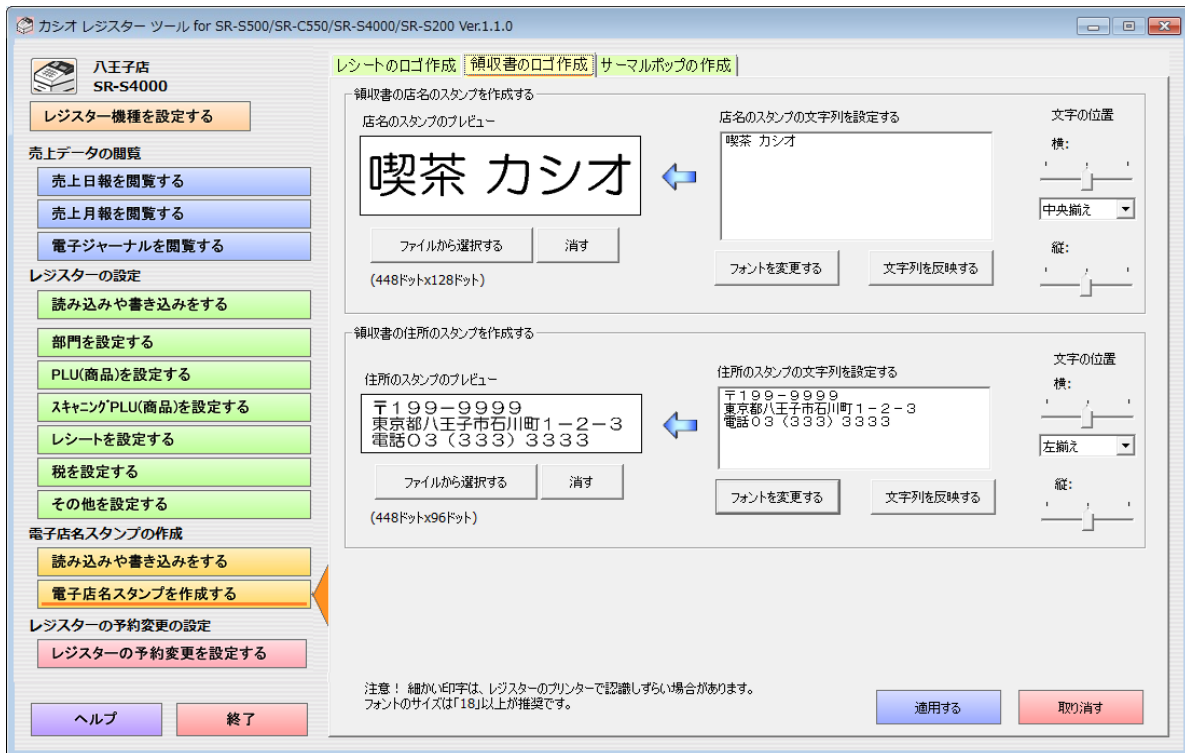 カシオ レジスター ツール for SR-S500/SR-C550/SR-S4000/SR-S200 Ver.1.1.0
八王子店
SR-S4000
レジスター機種を設定する
売上データの閲覧
売上日報を閲覧する
売上月報を閲覧する
電子ジャーナルを閲覧する
レジスターの設定
読み込みや書き込みをする
部門を設定する
PLU(商品)を設定する
ｽｷｬﾆﾝｸﾞPLU(商品)を設定する
レシートを設定する
税を設定する
その他を設定する
電子店名スタンプの作成
読み込みや書き込みをする
電子店名スタンプを作成する
レジスターの予約変更の設定
レジスターの予約変更を設定する
ヘルプ
終了
レシートのロゴ作成
領収書のロゴ作成
サーマルポップの作成
領収書の店名のスタンプを作成する
店名のスタンプのプレビュー
喫茶 カシオ
ファイルから選択する
消す
(448ドットx128ドット)
店名のスタンプの文字列を設定する
喫茶 カシオ
フォントを変更する
文字列を反映する
文字の位置
横:
中央揃え
縦:
領収書の住所のスタンプを作成する
住所のスタンプのプレビュー
〒１９９－９９９９
東京都八王子市石川町１－２－３
電話０３（３３３）３３３３
ファイルから選択する
消す
(448ドットx96ドット)
住所のスタンプの文字列を設定する
〒１９９－９９９９
東京都八王子市石川町１－２－３
電話０３（３３３）３３３３
フォントを変更する
文字列を反映する
文字の位置
横:
左揃え
縦:
注意！ 細かい印字は、レジスターのプリンターで認識しずらい場合があります。
フォントのサイズは「18」以上が推奨です。
適用する
取り消す